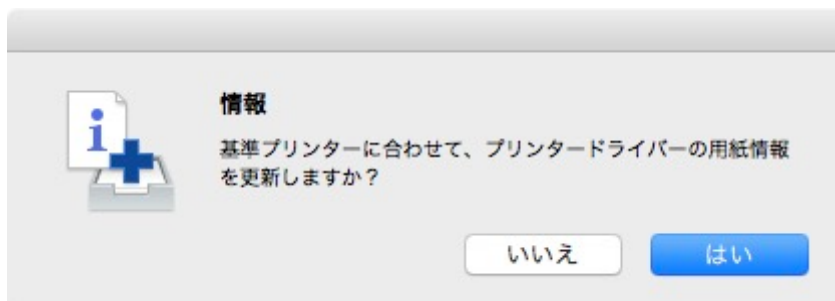 情報
基準プリンターに合わせて、プリンタードライバーの用紙情報
を更新しますか？
いいえ
はい